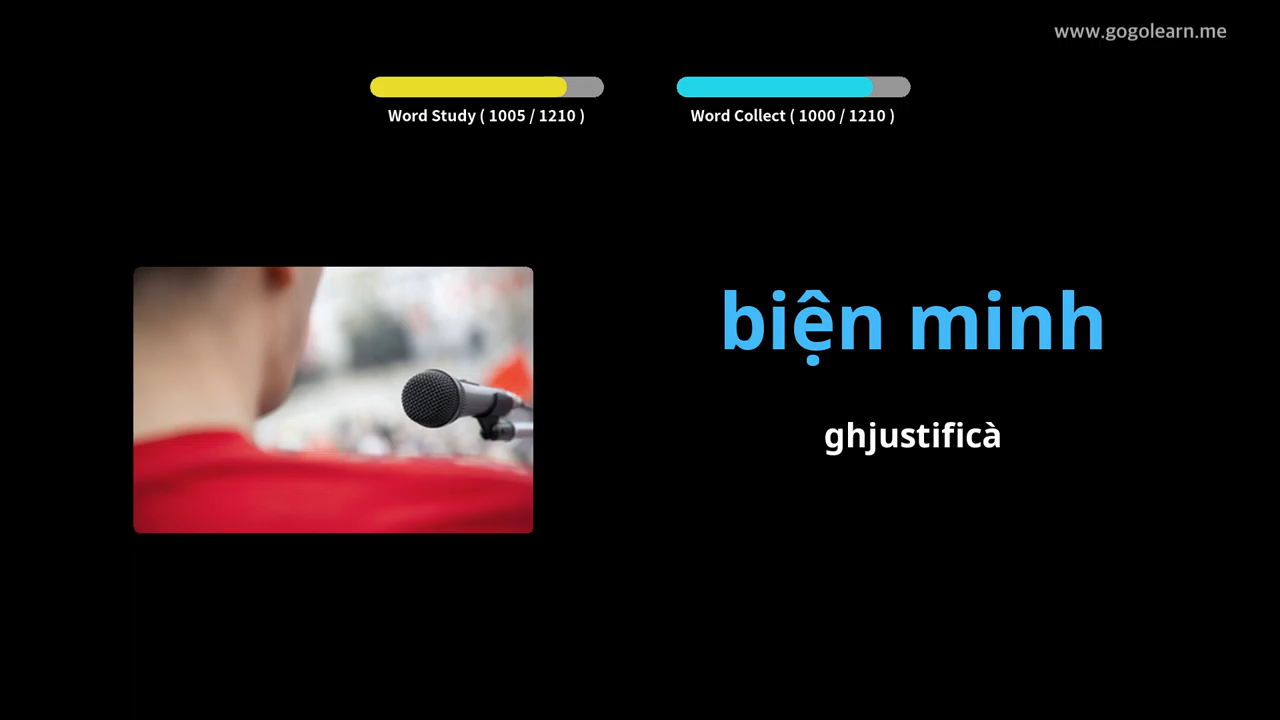 www.gogolearn.me
Word Study ( 1005 / 1210 )
Word Collect ( 1000 / 1210 )
biện minh
ghjustificà